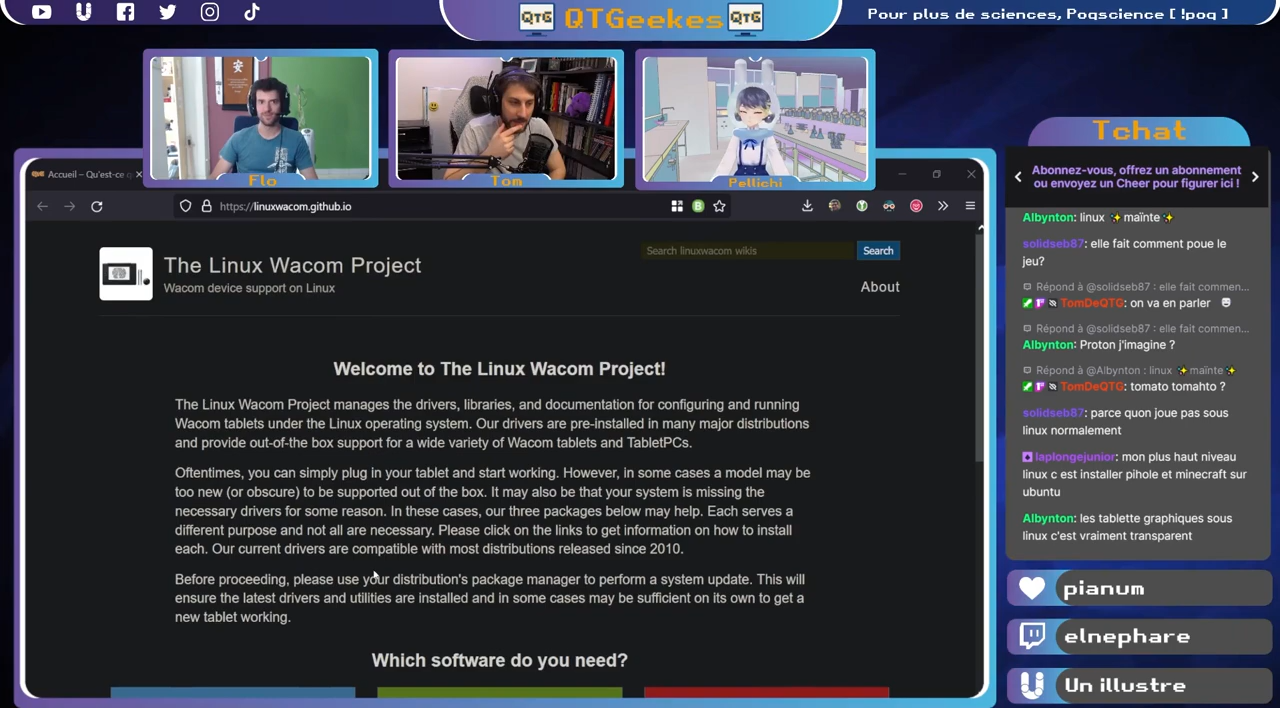 QTG QTGeekes QTG
Pour plus de sciences, Poqscience [ !poq ]
Flo
Tom
Pellichi
Accueil – Qu'est-ce q
https://linuxwacom.github.io
The Linux Wacom Project
Wacom device support on Linux
Search linuxwacom wikis
Search
About
Welcome to The Linux Wacom Project!
The Linux Wacom Project manages the drivers, libraries, and documentation for configuring and running
Wacom tablets under the Linux operating system. Our drivers are pre-installed in many major distributions
and provide out-of-the box support for a wide variety of Wacom tablets and TabletPCs.
Oftentimes, you can simply plug in your tablet and start working. However, in some cases a model may be
too new (or obscure) to be supported out of the box. It may also be that your system is missing the
necessary drivers for some reason. In these cases, our three packages below may help. Each serves a
different purpose and not all are necessary. Please click on the links to get information on how to install
each. Our current drivers are compatible with most distributions released since 2010.
Before proceeding, please use your distribution's package manager to perform a system update. This will
ensure the latest drivers and utilities are installed and in some cases may be sufficient on its own to get a
new tablet working.
Which software do you need?
Tchat
Abonnez-vous, offrez un abonnement
ou envoyez un Cheer pour figurer ici !
Albynton: linux ✨ maïnte ✨
solidseb87: elle fait comment poue le
jeu?
Répond à @solidseb87 : elle fait commen...
TomDeQTG: on va en parler
Répond à @solidseb87 : elle fait commen...
Albynton: Proton j'imagine ?
Répond à @Albynton : linux ✨ maïnte ✨
TomDeQTG: tomato tomahto ?
solidseb87: parce quon joue pas sous
linux normalement
laplongejunior: mon plus haut niveau
linux c est installer pihole et minecraft sur
ubuntu
Albynton: les tablette graphiques sous
linux c'est vraiment transparent
pianum
elnephare
Un illustre